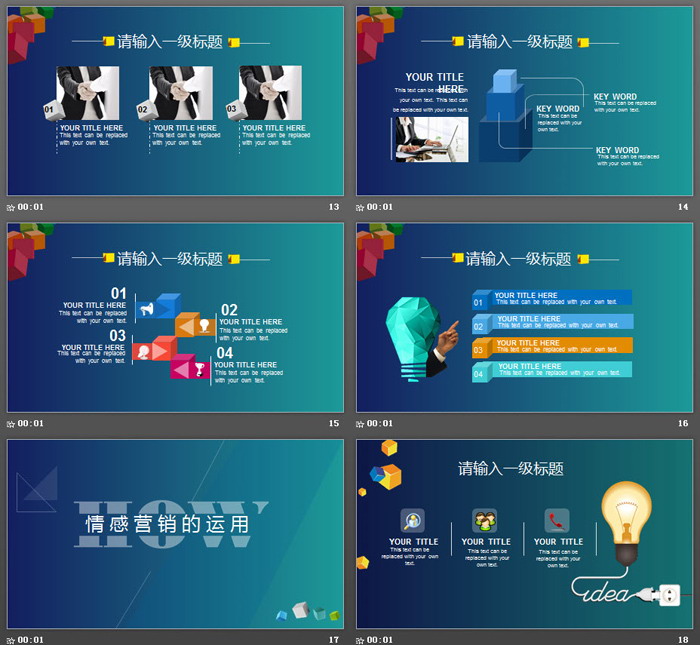 请输入一级标题
01
02
03
YOUR TITLE HERE
This text can be replaced
with your own text.
YOUR TITLE HERE
This text can be replaced
with your own text.
YOUR TITLE HERE
This text can be replaced
with your own text.
00:01
13
请输入一级标题
YOUR TITLE
HERE
This text can be replaced with
your own text. This text can
be replaced with your own text.
KEY WORD
This text can be replaced
with your own text.
KEY WORD
This text can be
replaced with your
own text.
KEY WORD
This text can be replaced
with your own text.
00:01
14
请输入一级标题
01
YOUR TITLE HERE
This text can be replaced
with your own text.
02
YOUR TITLE HERE
This text can be replaced
with your own text.
03
YOUR TITLE HERE
This text can be replaced
with your own text.
04
YOUR TITLE HERE
This text can be replaced
with your own text.
00:01
15
请输入一级标题
01
YOUR TITLE HERE
This text can be replaced with your own text.
02
YOUR TITLE HERE
This text can be replaced with your own text.
03
YOUR TITLE HERE
This text can be replaced with your own text.
04
YOUR TITLE HERE
This text can be replaced with your own text.
00:01
16
HOW
情感营销的运用
00:01
17
请输入一级标题
YOUR TITLE
This text can be
replaced with your own
text.
YOUR TITLE
This text can be
replaced with your
own text.
YOUR TITLE
This text can be
replaced with your
own text.
idea
00:01
18